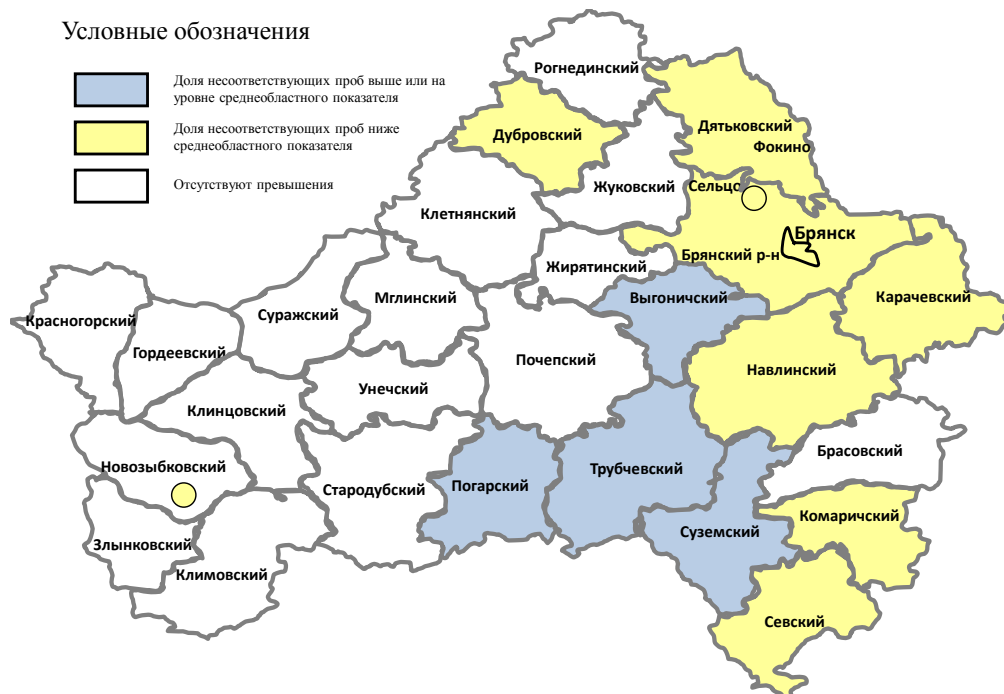 Условные обозначения
Доля несоответствующих проб выше или на
уровне среднеобластного показателя
Доля несоответствующих проб ниже
среднеобластного показателя
Отсутствуют превышения
Рогнединский
Дубровский
Дятьковский
Фокино
Жуковский
Сельцо
Клетнянский
Брянск
Брянский р-н
Жирятинский
Выгоничский
Карачевский
Мглинский
Суражский
Красногорский
Гордеевский
Почепский
Навлинский
Унечский
Клинцовский
Брасовский
Новозыбковский
Стародубский
Погарский
Трубчевский
Комаричский
Суземский
Злынковский
Климовский
Севский